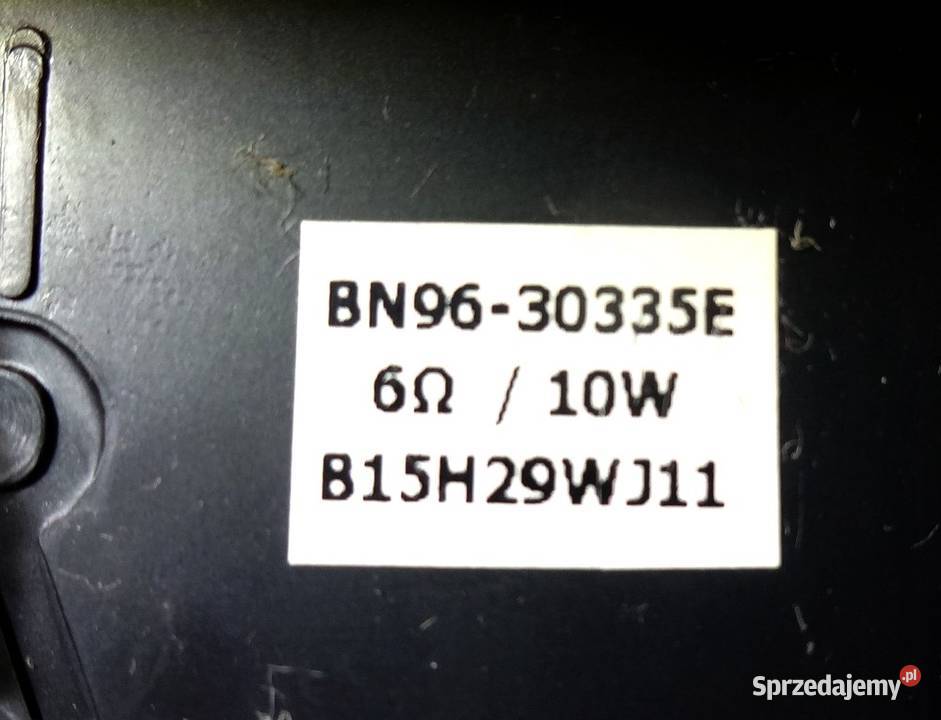 BN96-30335E
6Ω / 10W
B15H29WJ11
Sprzedajemy.pl